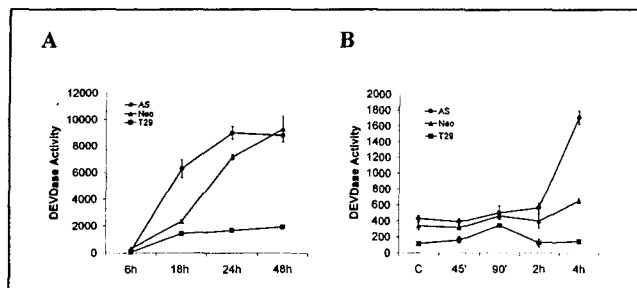 A
DEVDase Activity
12000
10000
8000
6000
4000
2000
0
AS
Neo
T29
6h 18h 24h 48h
B
DEVDase Activity
2000
1800
1600
1400
1200
1000
800
600
400
200
0
AS
Neo
T29
C 45' 90' 2h 4h